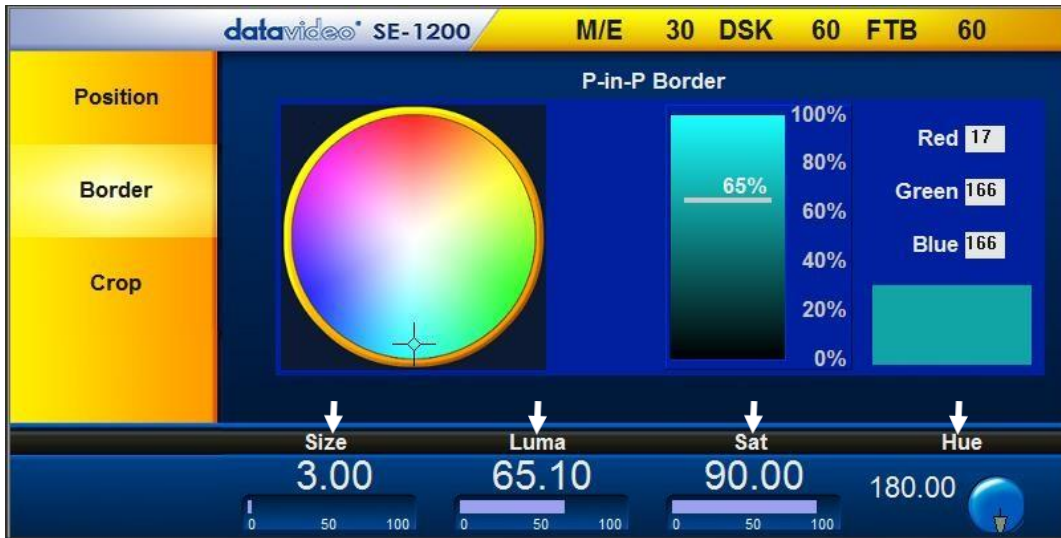 datavideo® SE-1200 M/E 30 DSK 60 FTB 60
Position
Border
Crop
P-in-P Border
100%
80%
60%
40%
20%
0%
65%
Red 17
Green 166
Blue 166
Size Luma Sat Hue
3.00 65.10 90.00 180.00
0 50 100 0 50 100 0 50 100